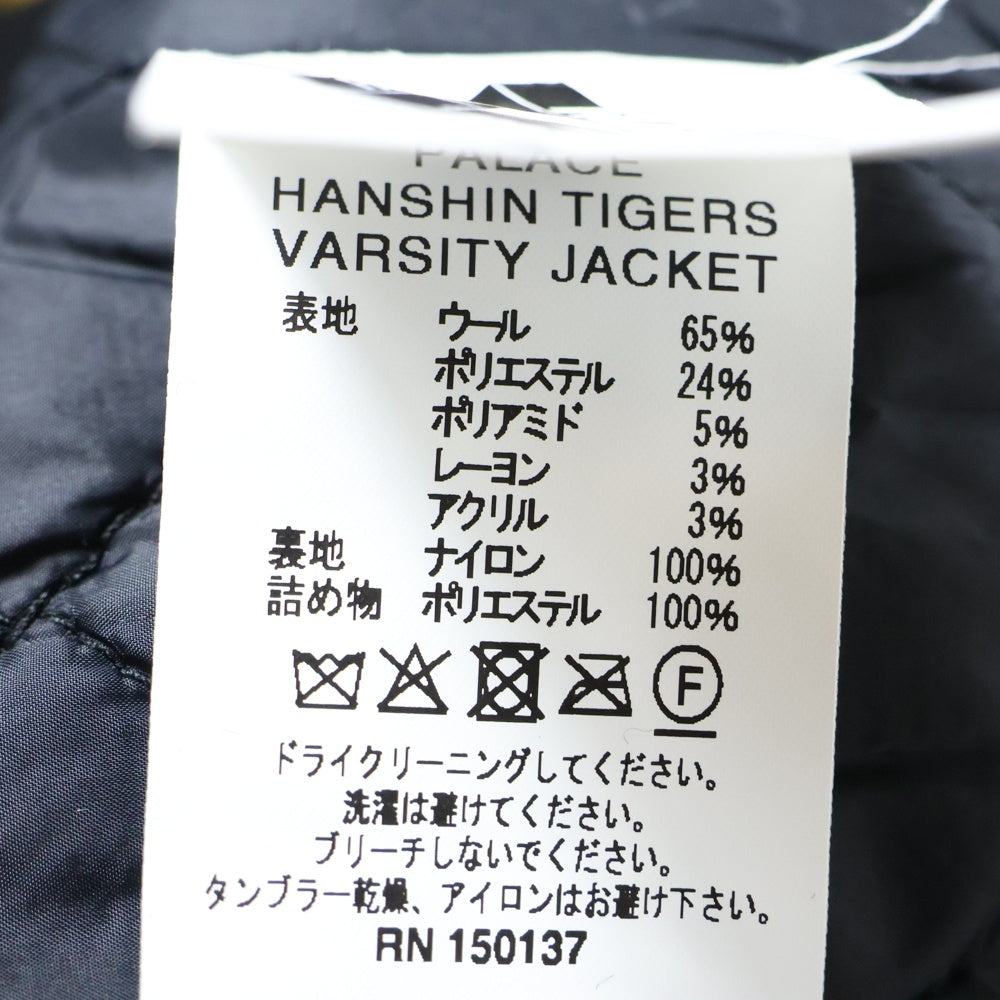 PALACE
HANSHIN TIGERS
VARSITY JACKET
表地 ウール 65%
ポリエステル 24%
ポリアミド 5%
レーヨン 3%
アクリル 3%
裏地 ナイロン 100%
詰め物 ポリエステル 100%
F
ドライクリーニングしてください。
洗濯は避けてください。
ブリーチしないでください。
タンブラー乾燥、アイロンはお避け下さい。
RN 150137